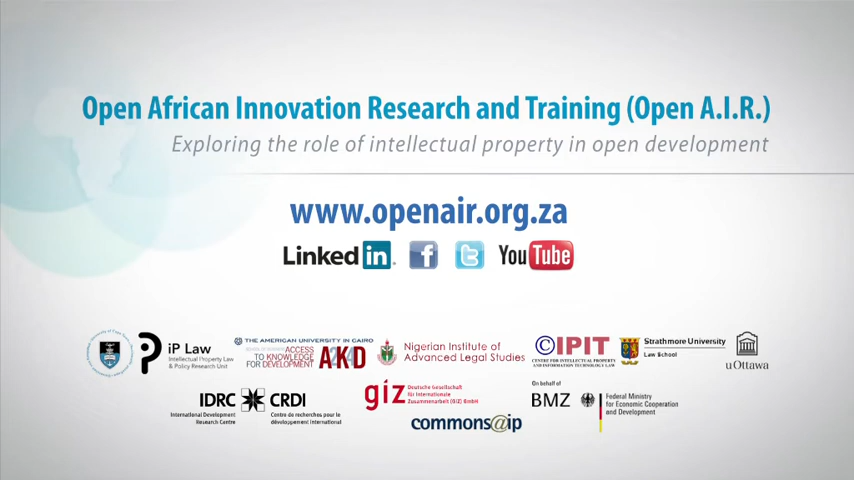 Open African Innovation Research and Training (Open A.I.R.)
Exploring the role of intellectual property in open development
www.openair.org.za
Linked in
f
t
YouTube
iP Law
Intellectual Property Law
& Policy Research Unit
THE AMERICAN UNIVERSITY IN CAIRO
ACCESS
TO KNOWLEDGE
FOR DEVELOPMENT
AKD
Nigerian Institute of
Advanced Legal Studies
©IPIT
CENTRE FOR INTELLECTUAL PROPERTY
AND INFORMATION TECHNOLOGY LAW
Strathmore University
Law School
uOttawa
IDRC CRDI
International Development
Research Centre
Centre de recherches pour le
développement international
giz
Deutsche Gesellschaft
für Internationale
Zusammenarbeit (GIZ) GmbH
commons@ip
On behalf of
BMZ
Federal Ministry
for Economic Cooperation
and Development